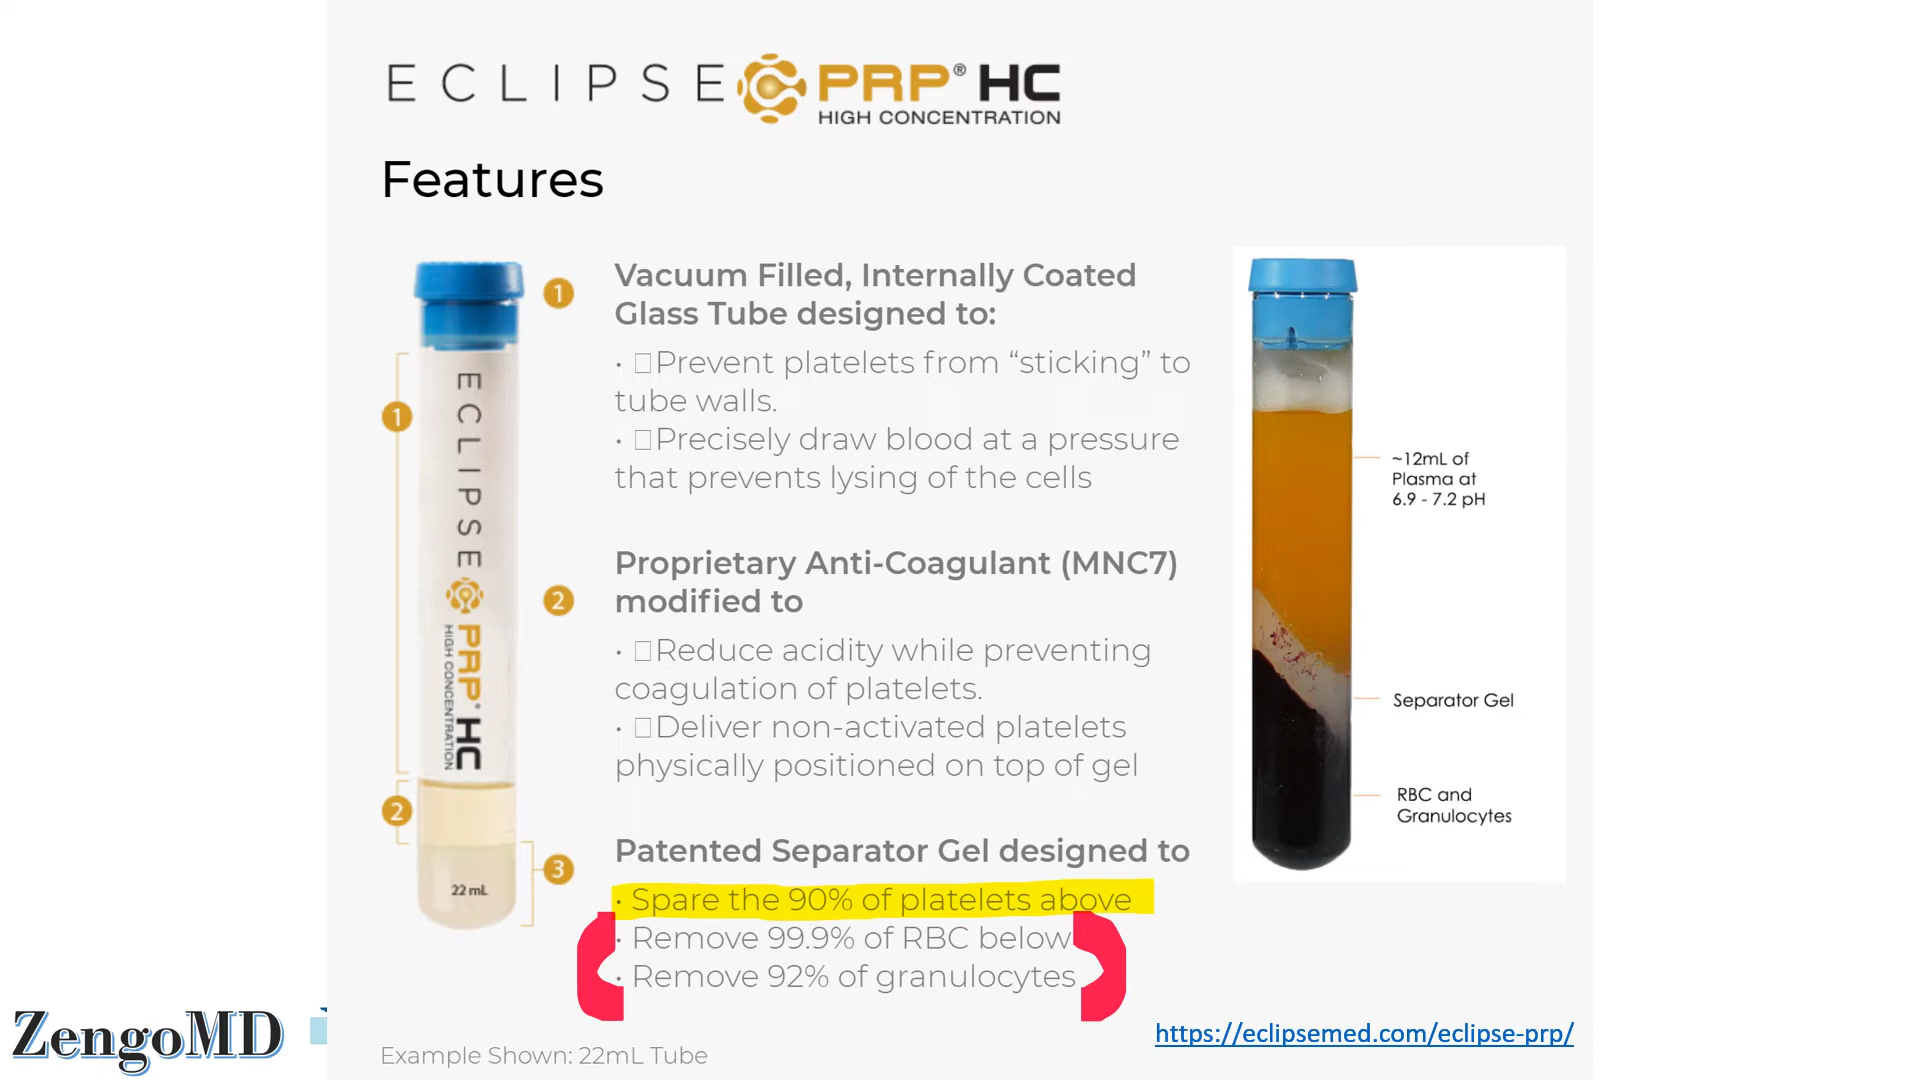 ECLIPSE PRP® HC
HIGH CONCENTRATION
Features
1
Vacuum Filled, Internally Coated
Glass Tube designed to:
• □Prevent platelets from “sticking” to
tube walls.
• □Precisely draw blood at a pressure
that prevents lysing of the cells
2
Proprietary Anti-Coagulant (MNC7)
modified to
• □Reduce acidity while preventing
coagulation of platelets.
• □Deliver non-activated platelets
physically positioned on top of gel
3
Patented Separator Gel designed to
• Spare the 90% of platelets above
• Remove 99.9% of RBC below
• Remove 92% of granulocytes
1
2
ECLIPSE PRP® HC
HIGH CONCENTRATION
22 mL
~12mL of
Plasma at
6.9 - 7.2 pH
Separator Gel
RBC and
Granulocytes
ZengoMD
Example Shown: 22mL Tube
https://eclipsemed.com/eclipse-prp/